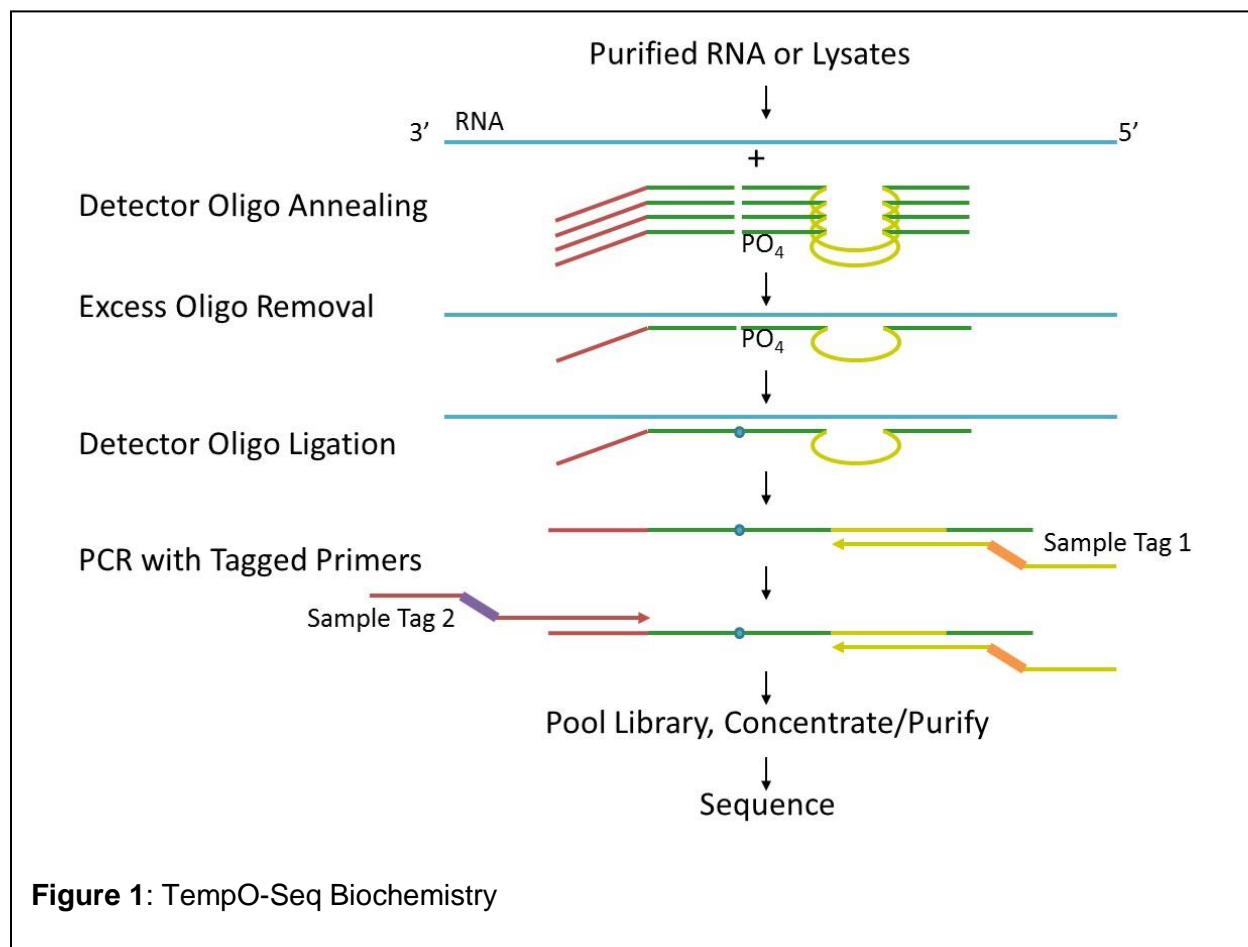 Purified RNA or Lysates
3’ RNA 5’
+
Detector Oligo Annealing
PO4
Excess Oligo Removal
PO4
Detector Oligo Ligation
Sample Tag 1
PCR with Tagged Primers
Sample Tag 2
Pool Library, Concentrate/Purify
Sequence
Figure 1: TempO-Seq Biochemistry